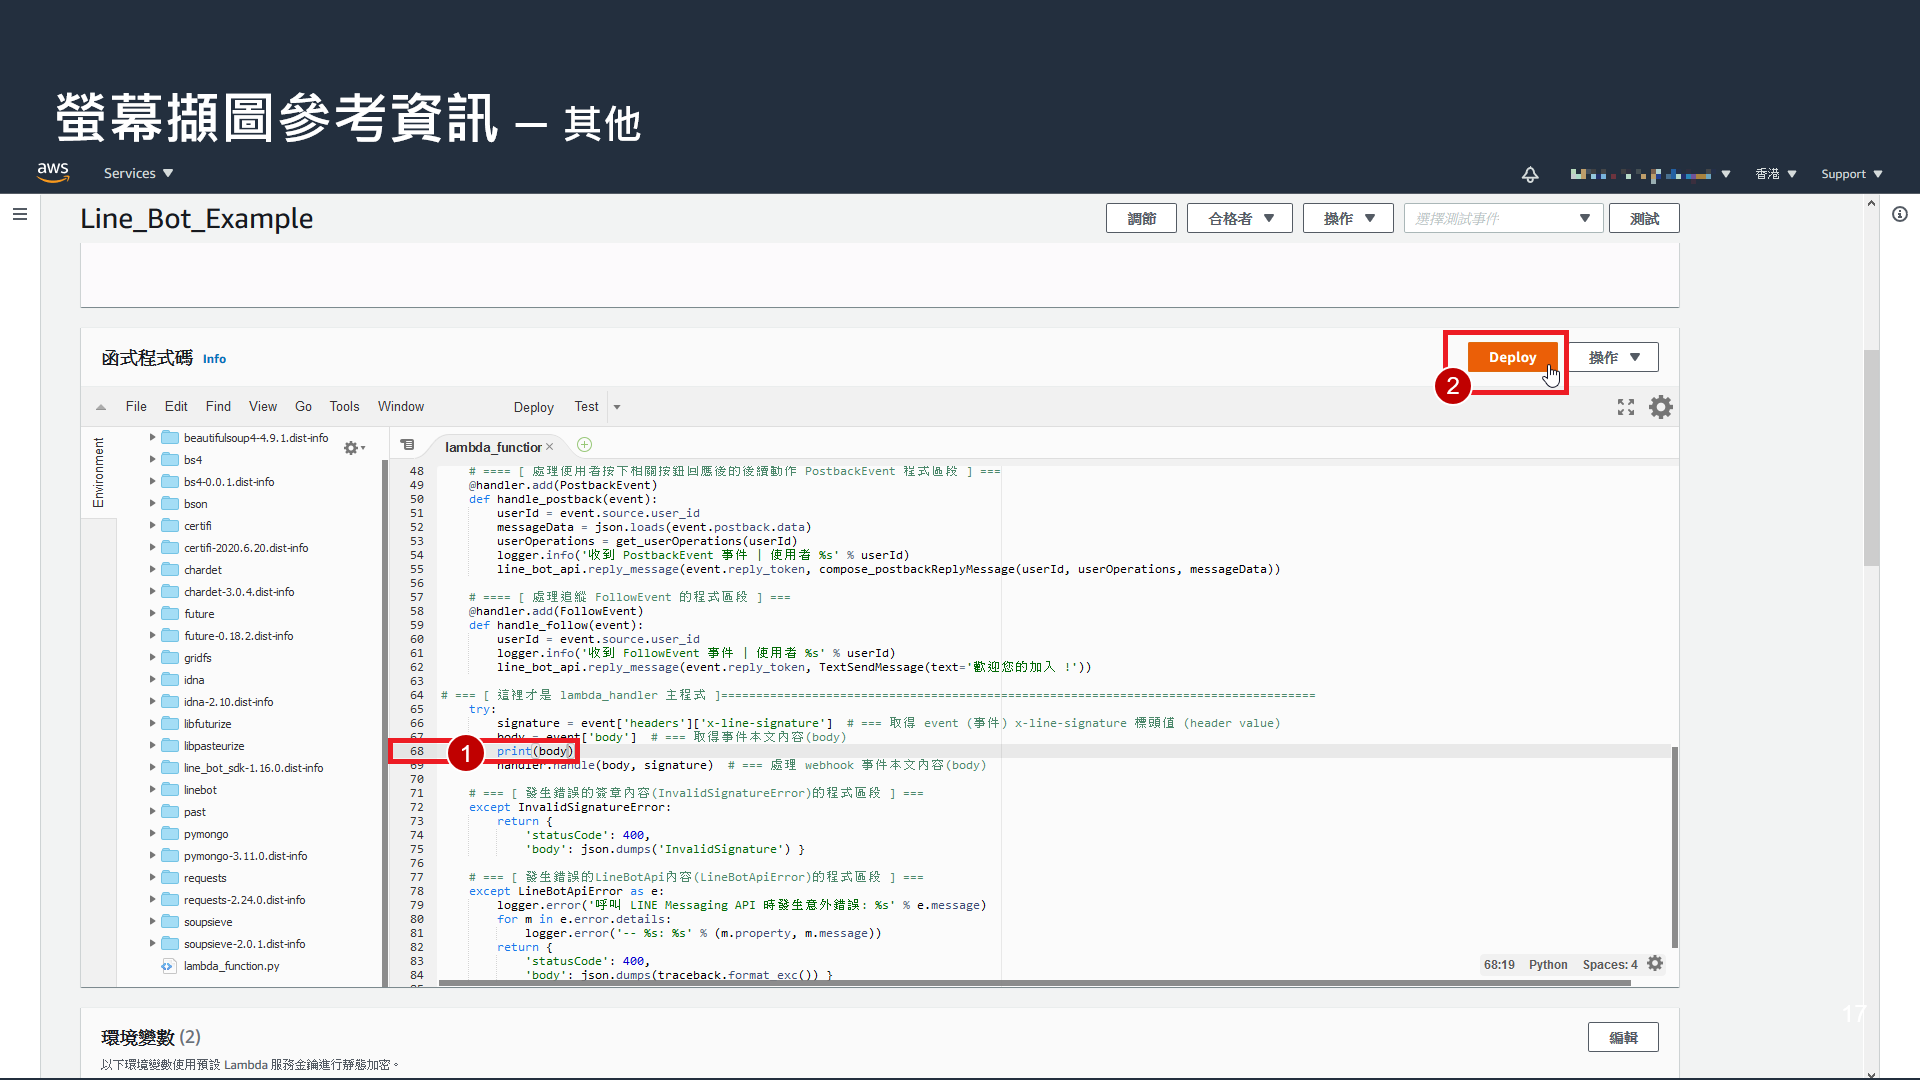 螢幕擷圖參考資訊 — 其他
aws Services 香港 Support
Line_Bot_Example 調節 合格者 操作 選擇測試事件 測試
函式程式碼 Info Deploy 操作
2
File Edit Find View Go Tools Window Deploy Test
Environment
beautifulsoup4-4.9.1.dist-info
bs4
bs4-0.0.1.dist-info
bson
certifi
certifi-2020.6.20.dist-info
chardet
chardet-3.0.4.dist-info
future
future-0.18.2.dist-info
gridfs
idna
idna-2.10.dist-info
libfuturize
libpasteurize
line_bot_sdk-1.16.0.dist-info
linebot
past
pymongo
pymongo-3.11.0.dist-info
requests
requests-2.24.0.dist-info
soupsieve
soupsieve-2.0.1.dist-info
lambda_function.py
lambda_functior
48 # ==== [ 處理使用者按下相關按鈕回應後的後續動作 PostbackEvent 程式區段 ] ===
49 @handler.add(PostbackEvent)
50 def handle_postback(event):
51 userId = event.source.user_id
52 messageData = json.loads(event.postback.data)
53 userOperations = get_userOperations(userId)
54 logger.info('收到 PostbackEvent 事件 | 使用者 %s' % userId)
55 line_bot_api.reply_message(event.reply_token, compose_postbackReplyMessage(userId, userOperations, messageData))
56
57 # ==== [ 處理追縱 FollowEvent 的程式區段 ] ===
58 @handler.add(FollowEvent)
59 def handle_follow(event):
60 userId = event.source.user_id
61 logger.info('收到 FollowEvent 事件 | 使用者 %s' % userId)
62 line_bot_api.reply_message(event.reply_token, TextSendMessage(text='歡迎您的加入 !'))
63
64 # === [ 這裡才是 lambda_handler 主程式 ]=====================================================================================
65 try:
66 signature = event['headers']['x-line-signature'] # === 取得 event (事件) x-line-signature 標頭值 (header value)
67 body = event['body'] # === 取得事件本文內容(body)
68 1 print(body)
69 handler.handle(body, signature) # === 處理 webhook 事件本文內容(body)
70
71 # === [ 發生錯誤的簽章內容(InvalidSignatureError)的程式區段 ] ===
72 except InvalidSignatureError:
73 return {
74 'statusCode': 400,
75 'body': json.dumps('InvalidSignature') }
76
77 # === [ 發生錯誤的LineBotApi內容(LineBotApiError)的程式區段 ] ===
78 except LineBotApiError as e:
79 logger.error('呼叫 LINE Messaging API 時發生意外錯誤: %s' % e.message)
80 for m in e.error.details:
81 logger.error('-- %s: %s' % (m.property, m.message))
82 return {
83 'statusCode': 400,
84 'body': json.dumps(traceback.format_exc()) }
68:19 Python Spaces: 4
17
環境變數 (2) 編輯
以下環境變數使用預設 Lambda 服務金鑰進行靜態加密。